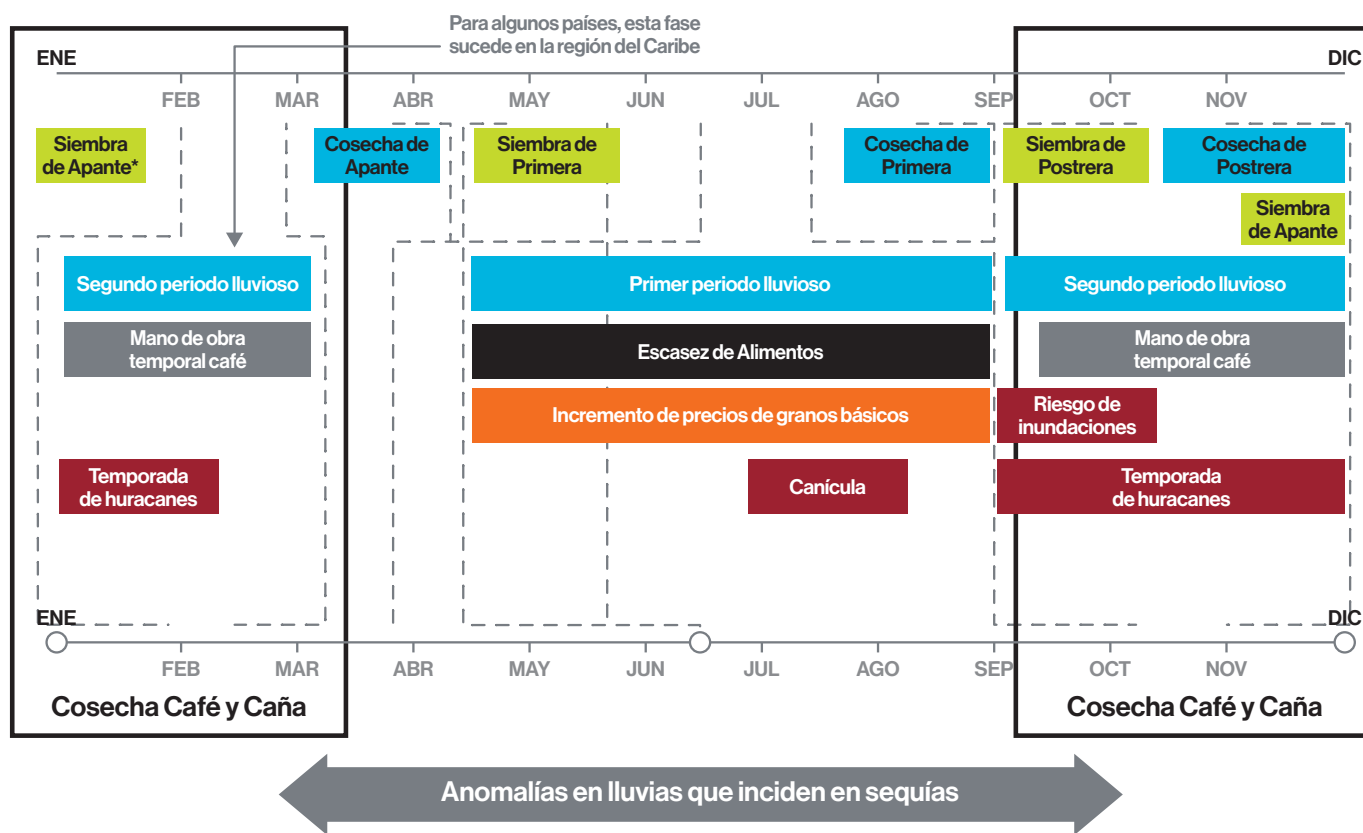 Para algunos países, esta fase
sucede en la región del Caribe
ENE
DIC
FEB
MAR
ABR
MAY
JUN
JUL
AGO
SEP
OCT
NOV
Siembra
de Apante*
Cosecha de
Apante
Siembra de
Primera
Cosecha de
Primera
Siembra de
Postrera
Cosecha de
Postrera
Siembra
de Apante
Segundo periodo lluvioso
Primer periodo lluvioso
Segundo periodo lluvioso
Mano de obra
temporal café
Escasez de Alimentos
Mano de obra
temporal café
Incremento de precios de granos básicos
Riesgo de
inundaciones
Temporada
de huracanes
Canícula
Temporada
de huracanes
ENE
DIC
FEB
MAR
ABR
MAY
JUN
JUL
AGO
SEP
OCT
NOV
Cosecha Café y Caña
Cosecha Café y Caña
Anomalías en lluvias que inciden en sequías